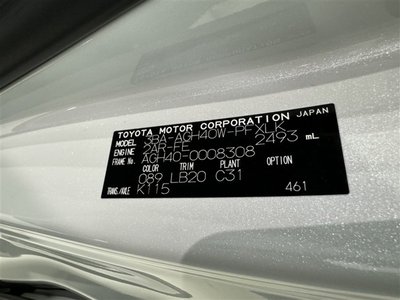 TOYOTA MOTOR CORPORATION JAPAN
MODEL 3BA-AGH40W-PFXLK
ENGINE 2AR-FE 2493 mL
FRAME No. AGH40-0008308
COLOR TRIM PLANT OPTION
089 LB20 C31
TRANS./AXLE K115 461